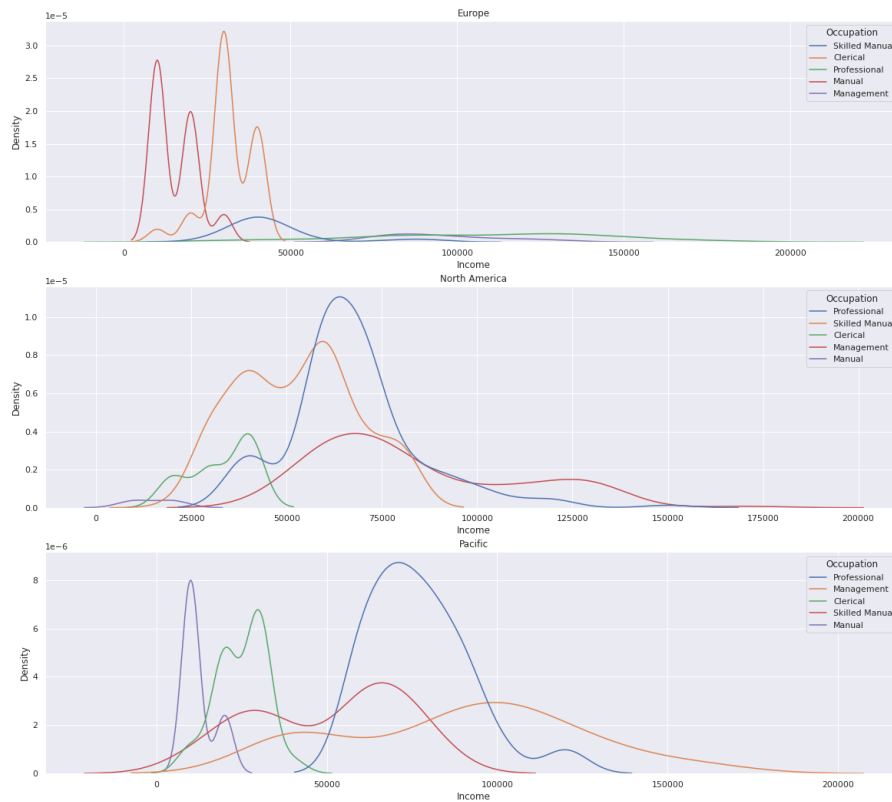 Europe
1e−5
3.0
2.5
2.0
1.5
1.0
0.5
0.0
Density
0
50000
100000
150000
200000
Income
Occupation
Skilled Manual
Clerical
Professional
Manual
Management
North America
1e−5
1.0
0.8
0.6
0.4
0.2
0.0
Density
0
25000
50000
75000
100000
125000
150000
175000
200000
Income
Occupation
Professional
Skilled Manual
Clerical
Management
Manual
Pacific
1e−6
8
6
4
2
0
Density
0
50000
100000
150000
200000
Income
Occupation
Professional
Management
Clerical
Skilled Manual
Manual